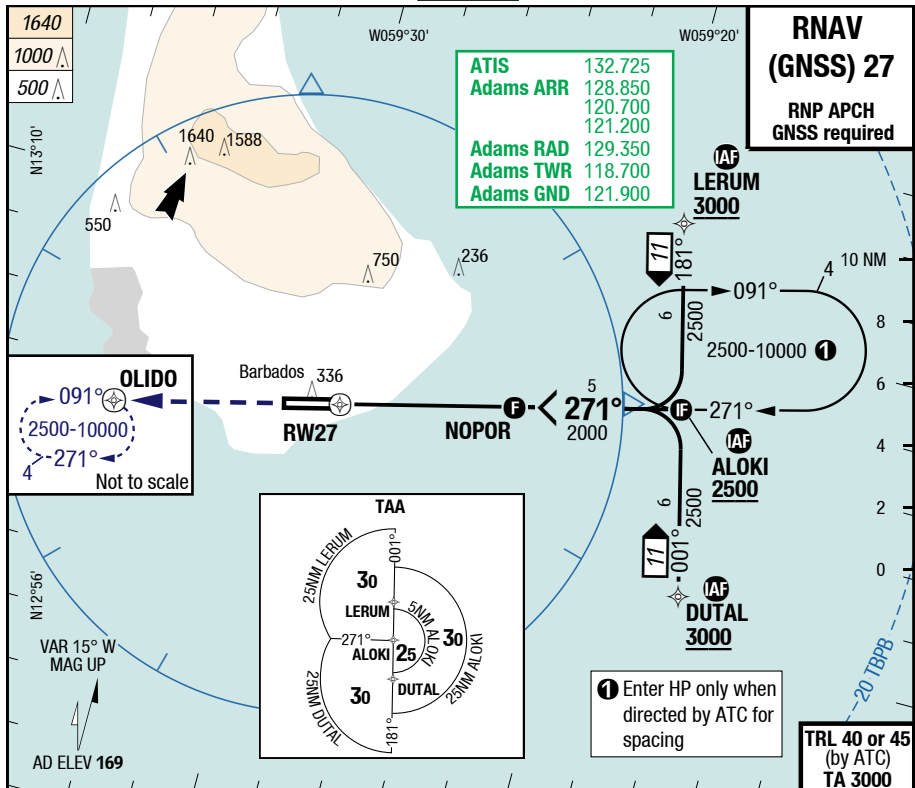 1640
1000
500
W059°30'
W059°20'
RNAV
(GNSS) 27
RNP APCH
GNSS required
ATIS 132.725
Adams ARR 128.850
120.700
121.200
Adams RAD 129.350
Adams TWR 118.700
Adams GND 121.900
N13°10'
1640
1588
550
750
236
IAF
LERUM
3000
11
181°
6
2500
091°
4
10 NM
8
6
4
2
0
2500-10000 1
271°
OLIDO
091°
2500-10000
271°
4
Not to scale
Barbados
336
RW27
NOPOR
F
5
271°
2000
IF
IAF
ALOKI
2500
6
2500
11
001°
IAF
DUTAL
3000
TAA
25NM LERUM
001°
30
LERUM
271°
ALOKI
5NM ALOKI
25
30
25NM ALOKI
DUTAL
30
25NM DUTAL
181°
N12°56'
VAR 15° W
MAG UP
AD ELEV 169
1 Enter HP only when
directed by ATC for
spacing
20 TBPB
TRL 40 or 45
(by ATC)
TA 3000